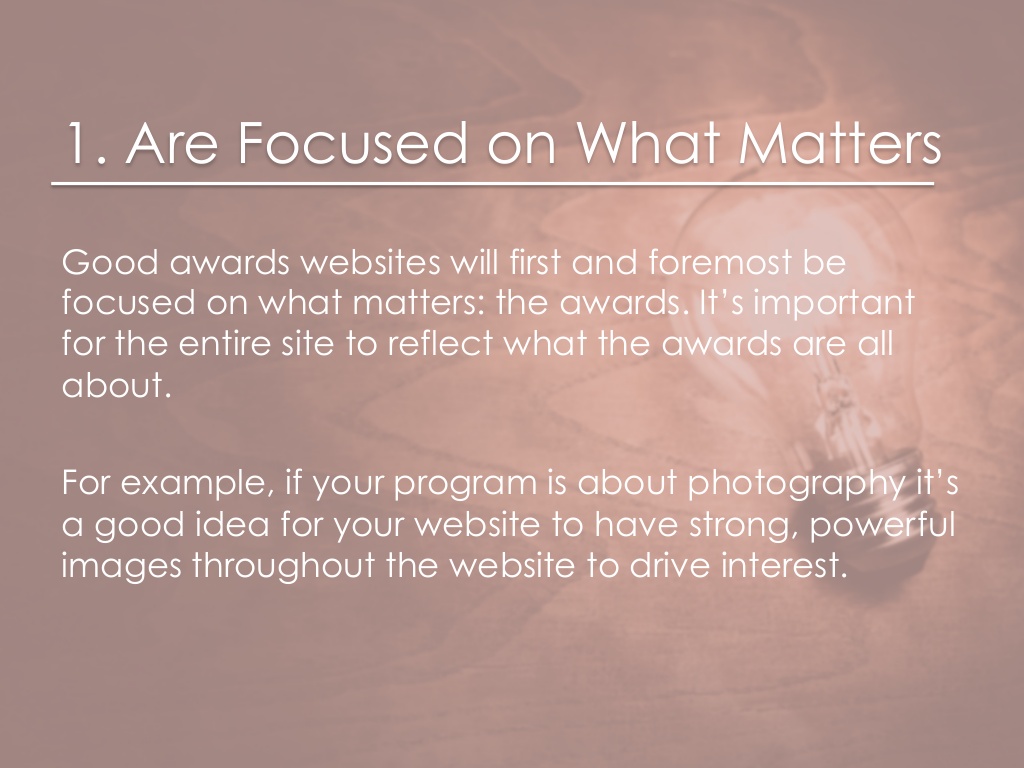 1. Are Focused on What Matters
Good awards websites will first and foremost be
focused on what matters: the awards. It’s important
for the entire site to reflect what the awards are all
about.
For example, if your program is about photography it’s
a good idea for your website to have strong, powerful
images throughout the website to drive interest.